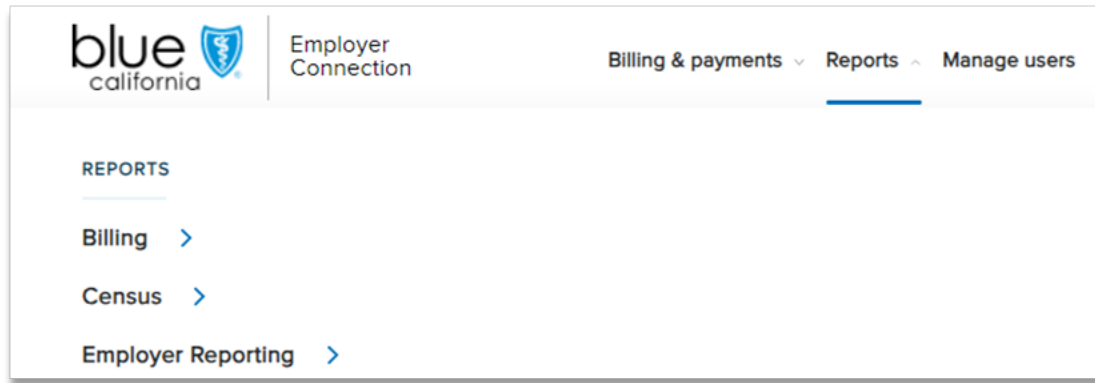 blue
california
Employer
Connection
Billing & payments
Reports
Manage users
REPORTS
Billing
Census
Employer Reporting